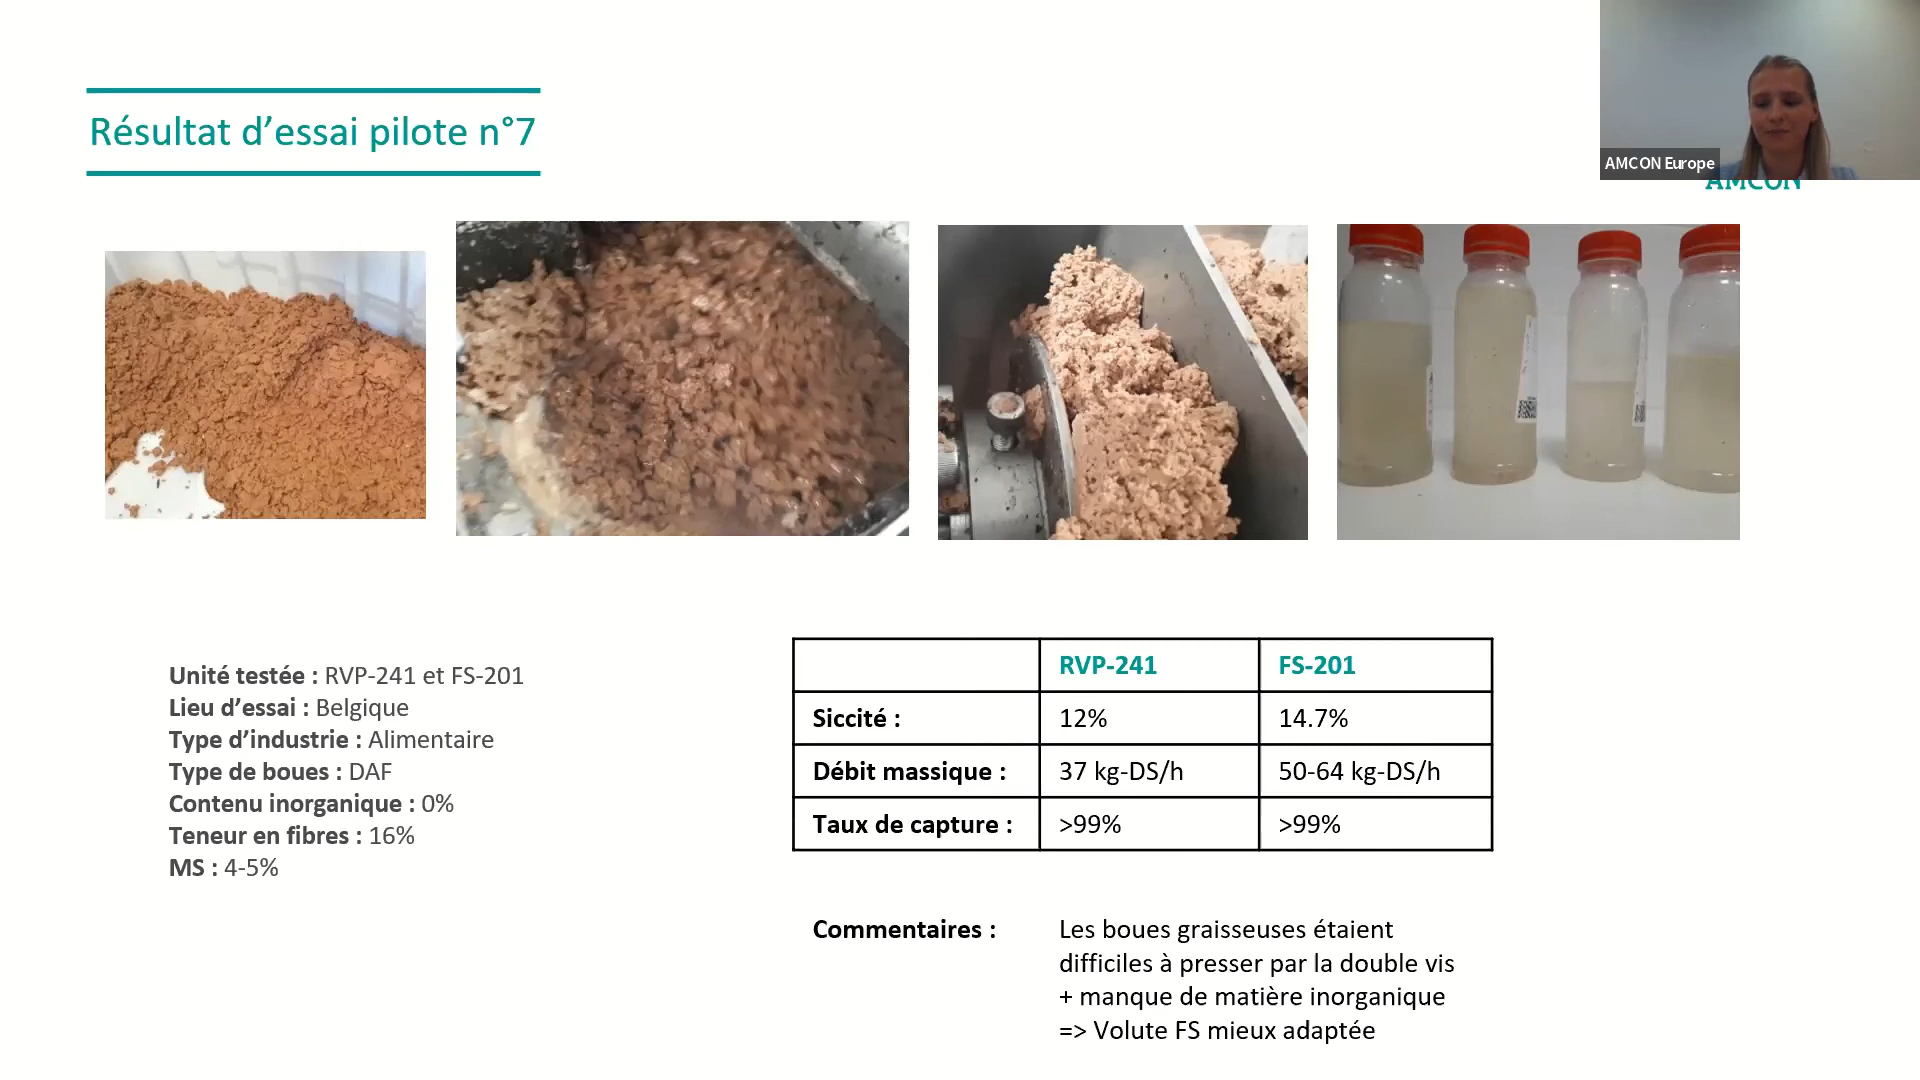 Résultat d'essai pilote n°7
AMCON Europe
AMCON
Unité testée : RVP-241 et FS-201
Lieu d'essai : Belgique
Type d'industrie : Alimentaire
Type de boues : DAF
Contenu inorganique : 0%
Teneur en fibres : 16%
MS : 4-5%
RVP-241 FS-201
Siccité : 12% 14.7%
Débit massique : 37 kg-DS/h 50-64 kg-DS/h
Taux de capture : >99% >99%
Commentaires : Les boues graisseuses étaient
difficiles à presser par la double vis
+ manque de matière inorganique
=> Volute FS mieux adaptée